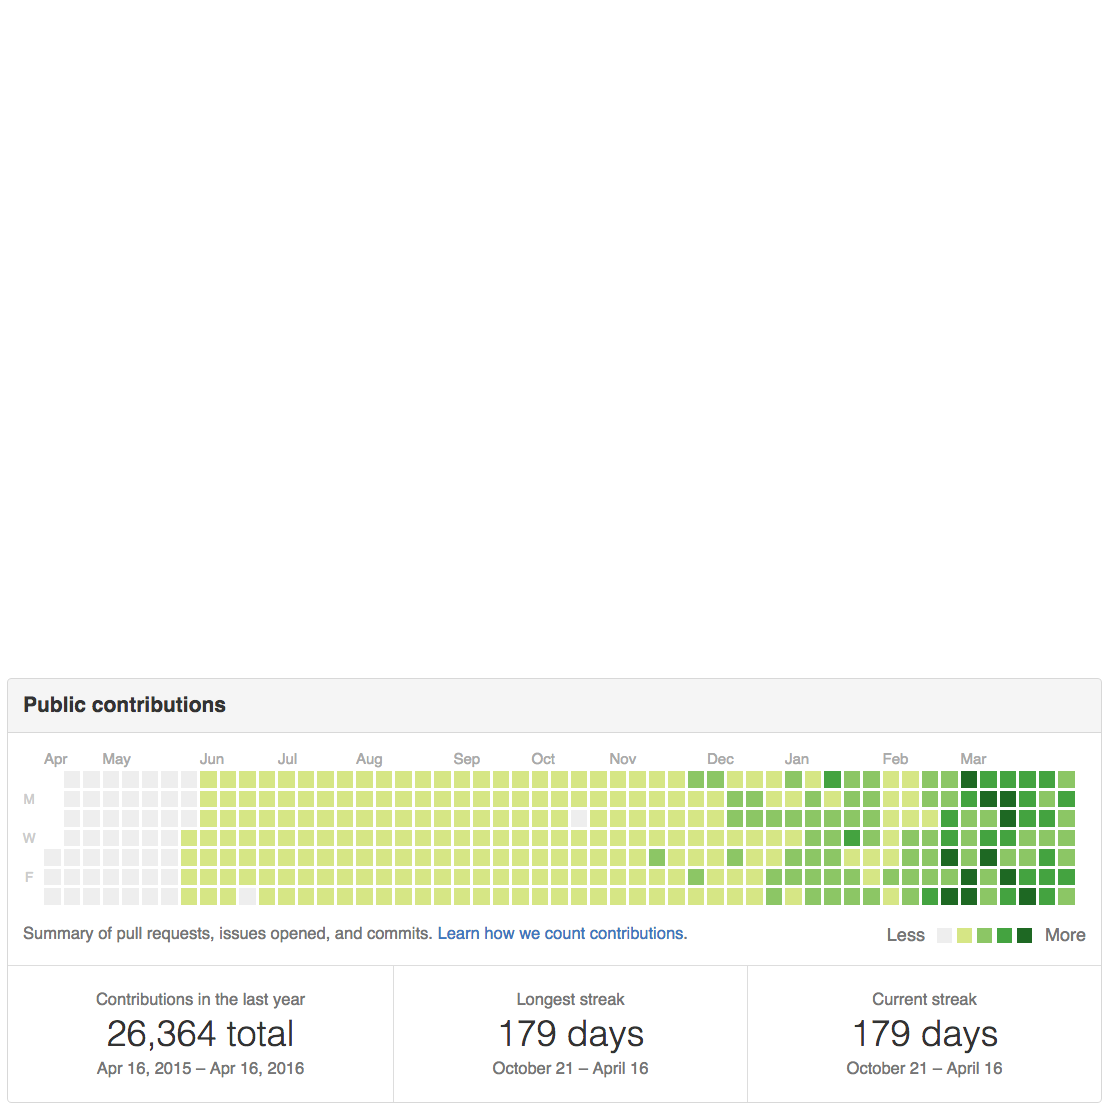 Public contributions
Apr May Jun Jul Aug Sep Oct Nov Dec Jan Feb Mar
M
W
F
Summary of pull requests, issues opened, and commits. Learn how we count contributions.
Less More
Contributions in the last year
26,364 total
Apr 16, 2015 – Apr 16, 2016
Longest streak
179 days
October 21 – April 16
Current streak
179 days
October 21 – April 16